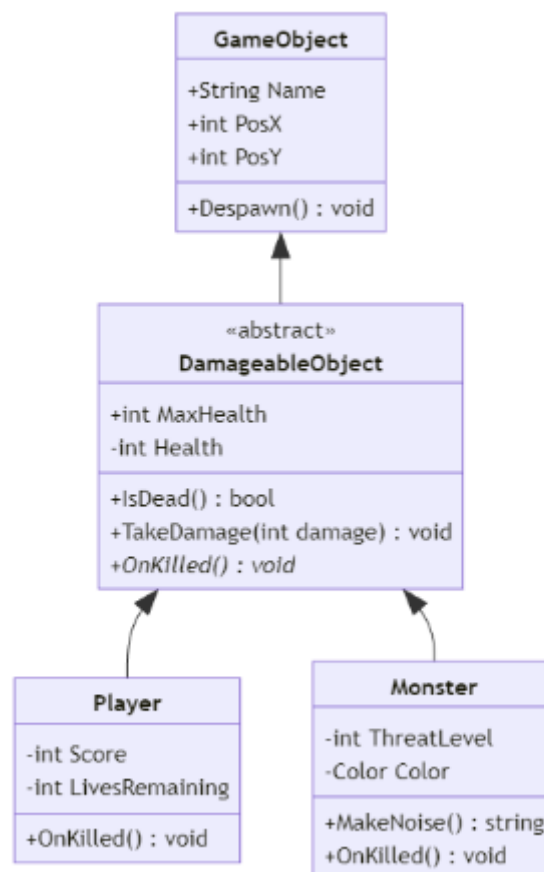 GameObject
+String Name
+int PosX
+int PosY
+Despawn() : void
«abstract»
DamageableObject
+int MaxHealth
-int Health
+IsDead() : bool
+TakeDamage(int damage) : void
+OnKilled() : void
Player
-int Score
-int LivesRemaining
+OnKilled() : void
Monster
-int ThreatLevel
-Color Color
+MakeNoise() : string
+OnKilled() : void